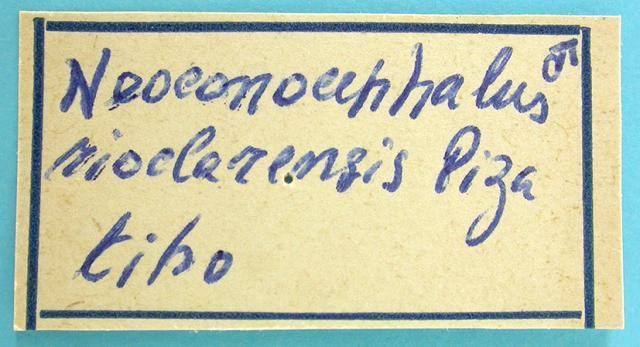 Neoconocephalus ♂
rioclarensis Piza
tipo